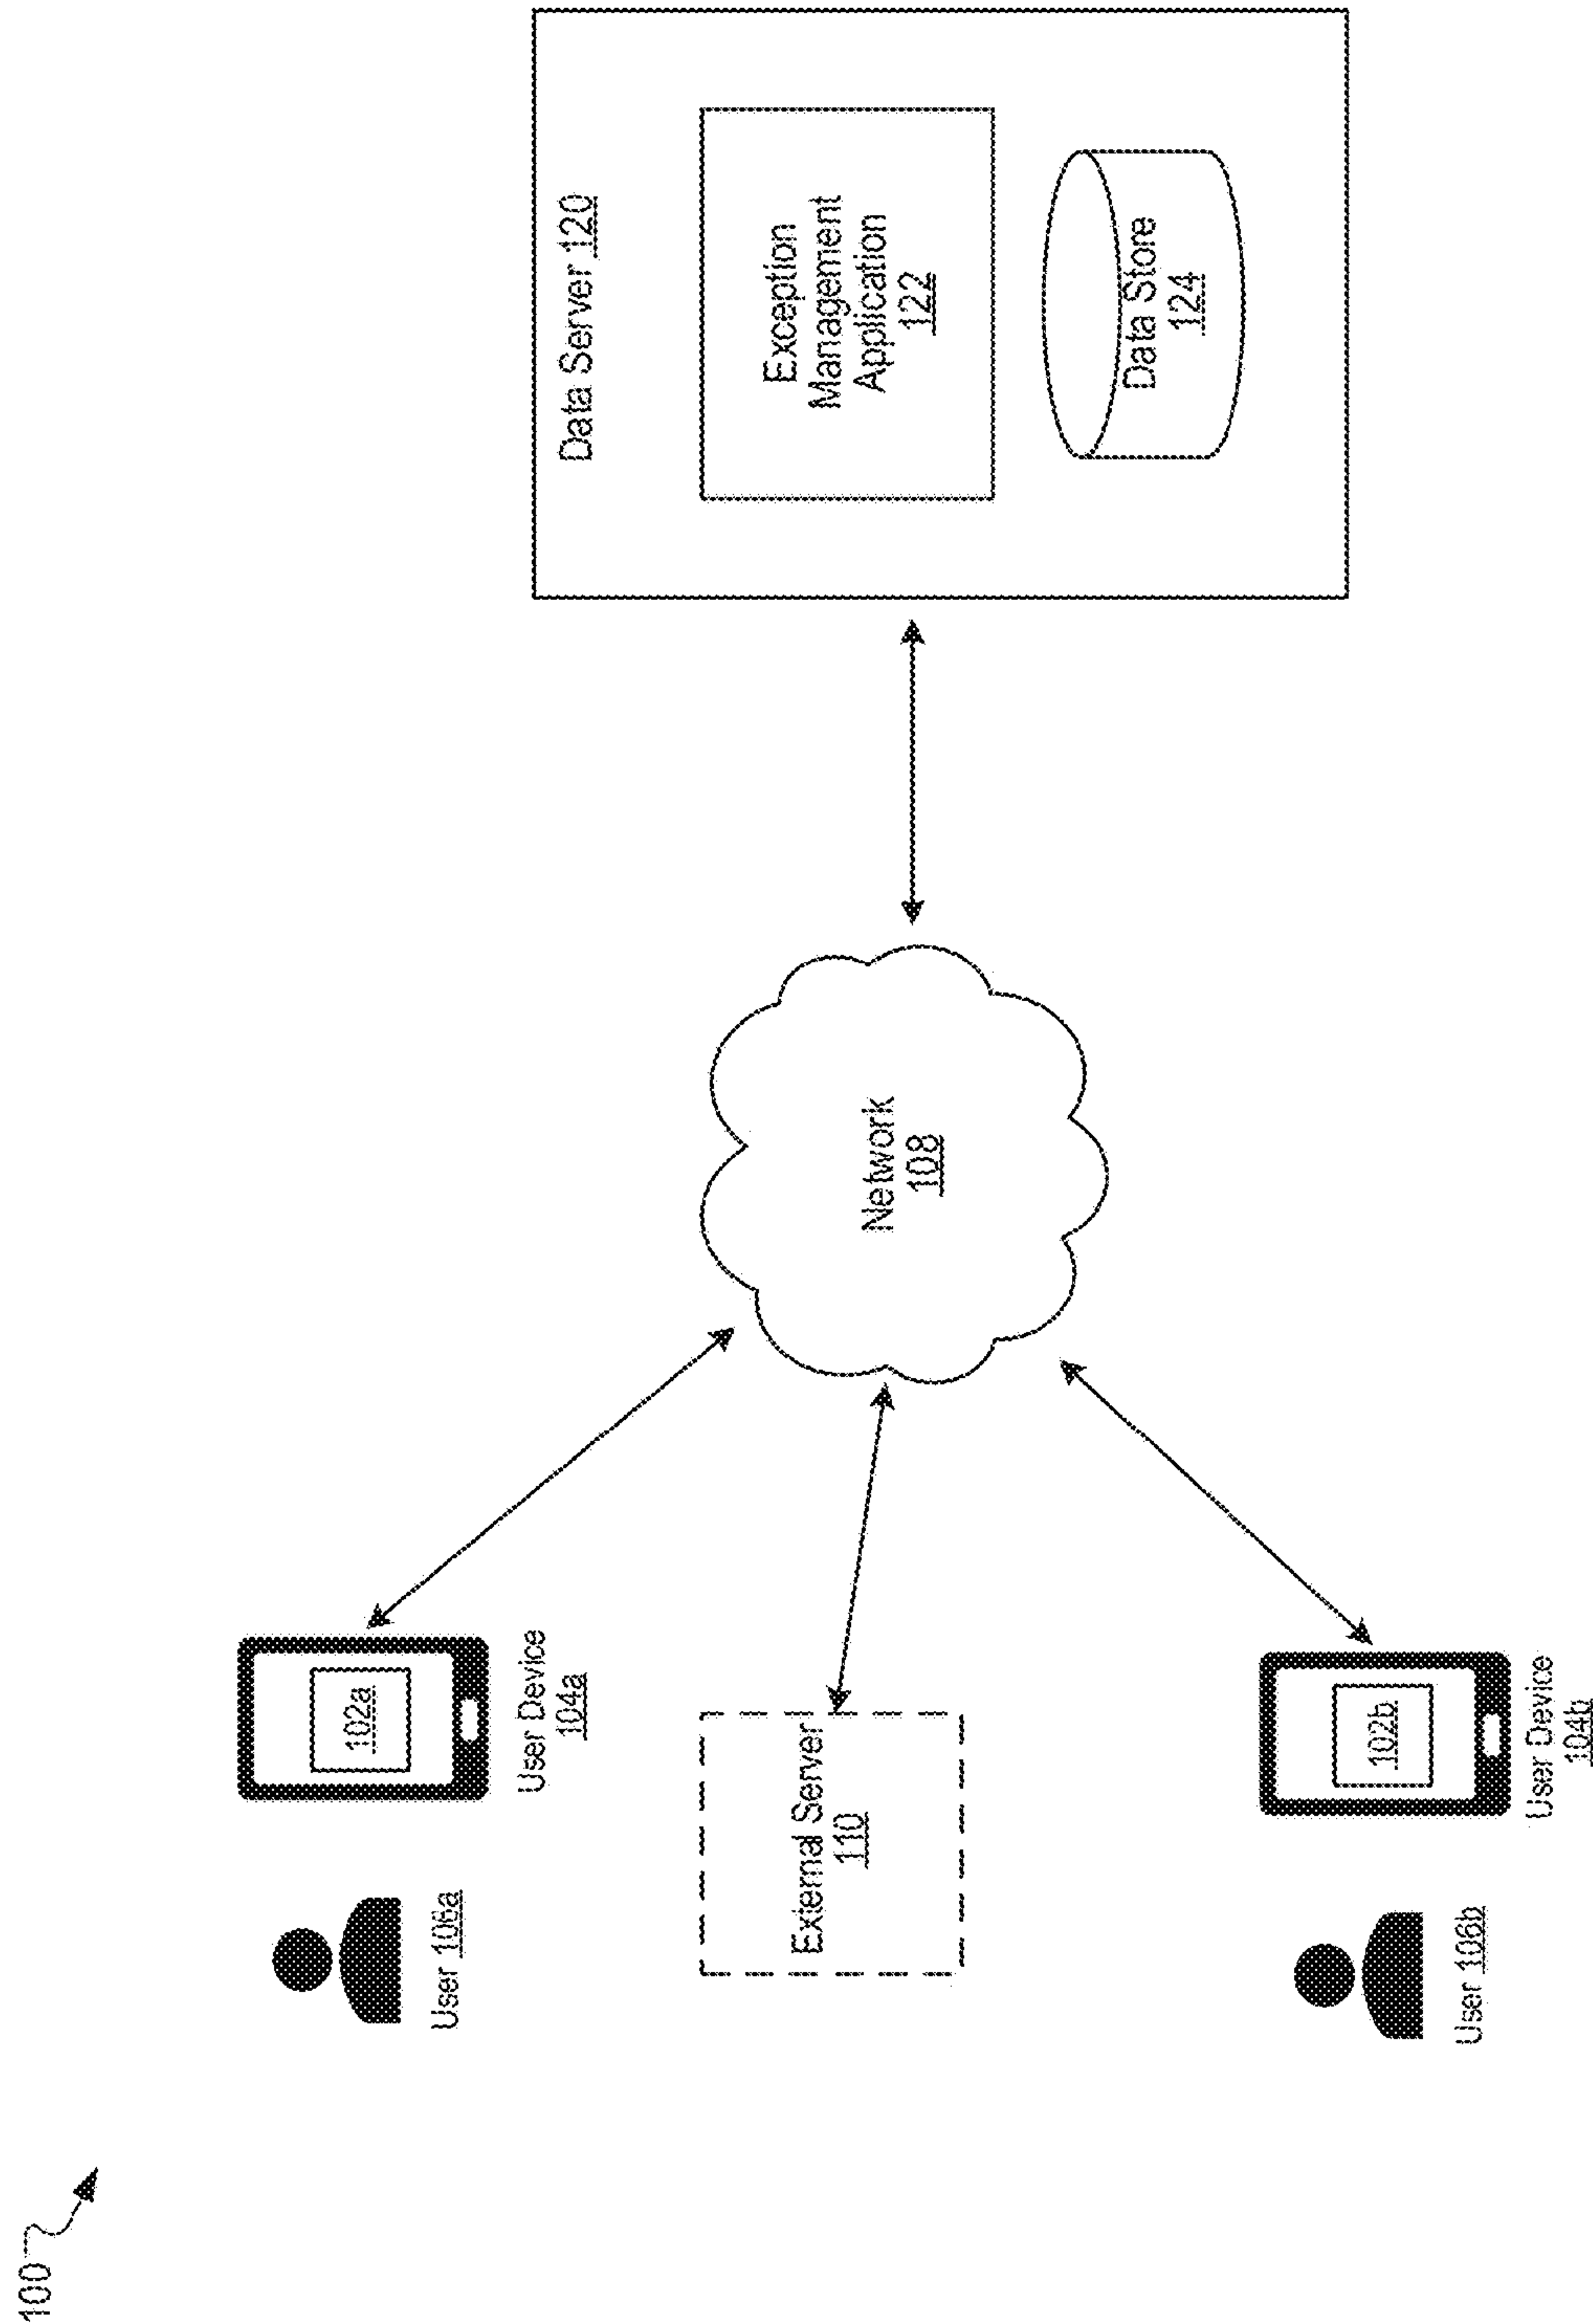 100
User 106a
102a
User Device
104a
External Server
110
User 106b
102b
User Device
104b
Network
108
Data Server 120
Exception
Management
Application
122
Data Store
124